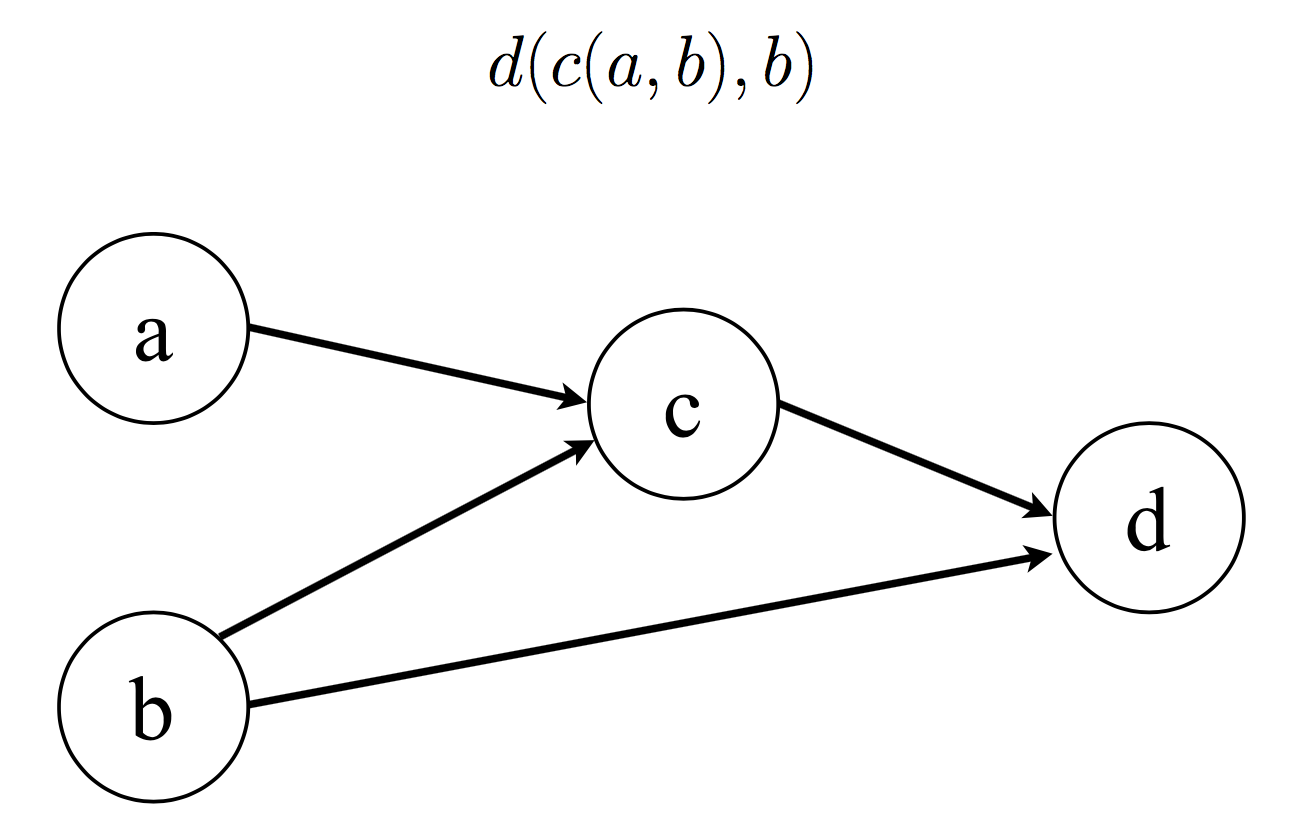 d(c(a, b), b)
a
c
d
b